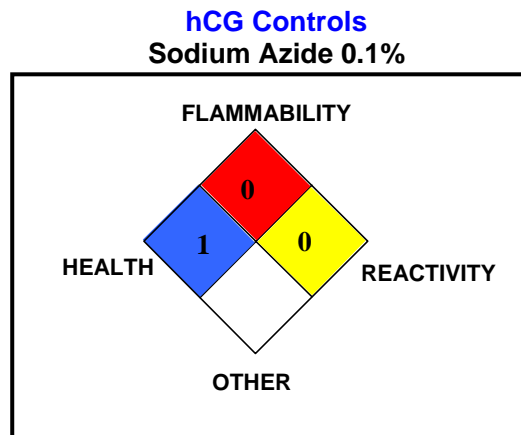 hCG Controls
Sodium Azide 0.1%
FLAMMABILITY
0
1
0
HEALTH
REACTIVITY
OTHER